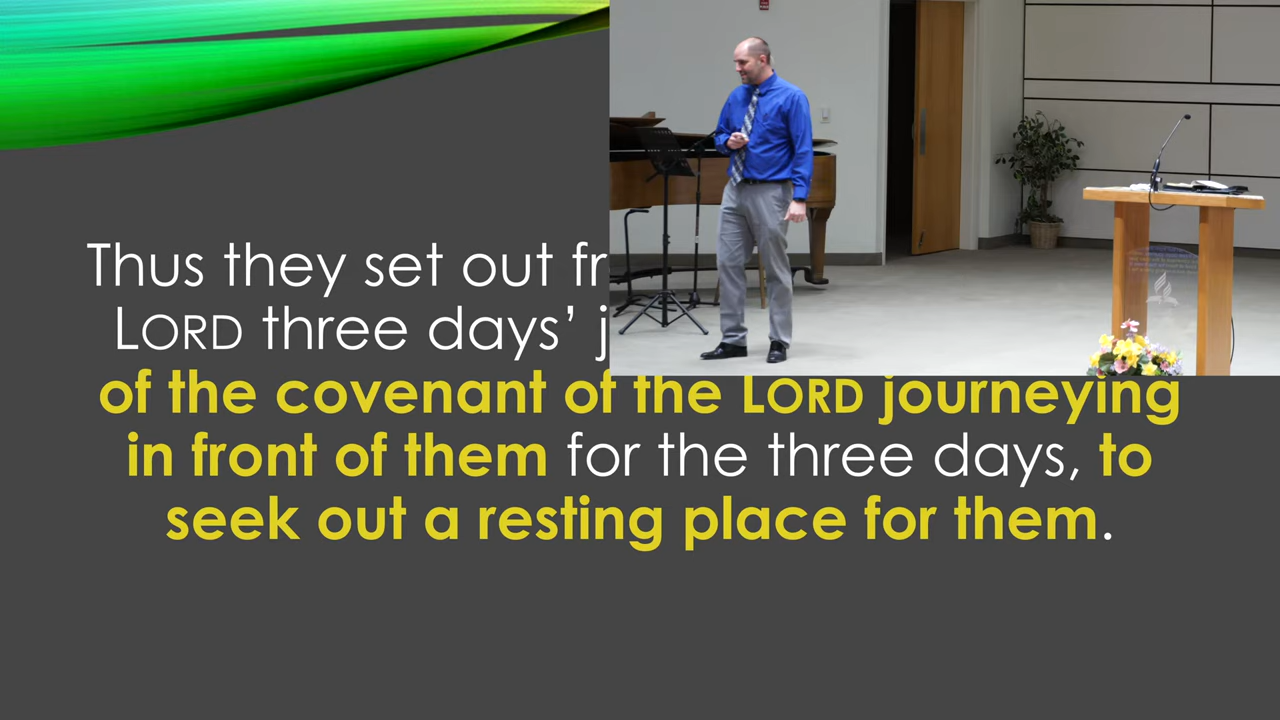 Thus they set out fr
LORD three days’ j
of the covenant of the LORD journeying
in front of them for the three days, to
seek out a resting place for them.